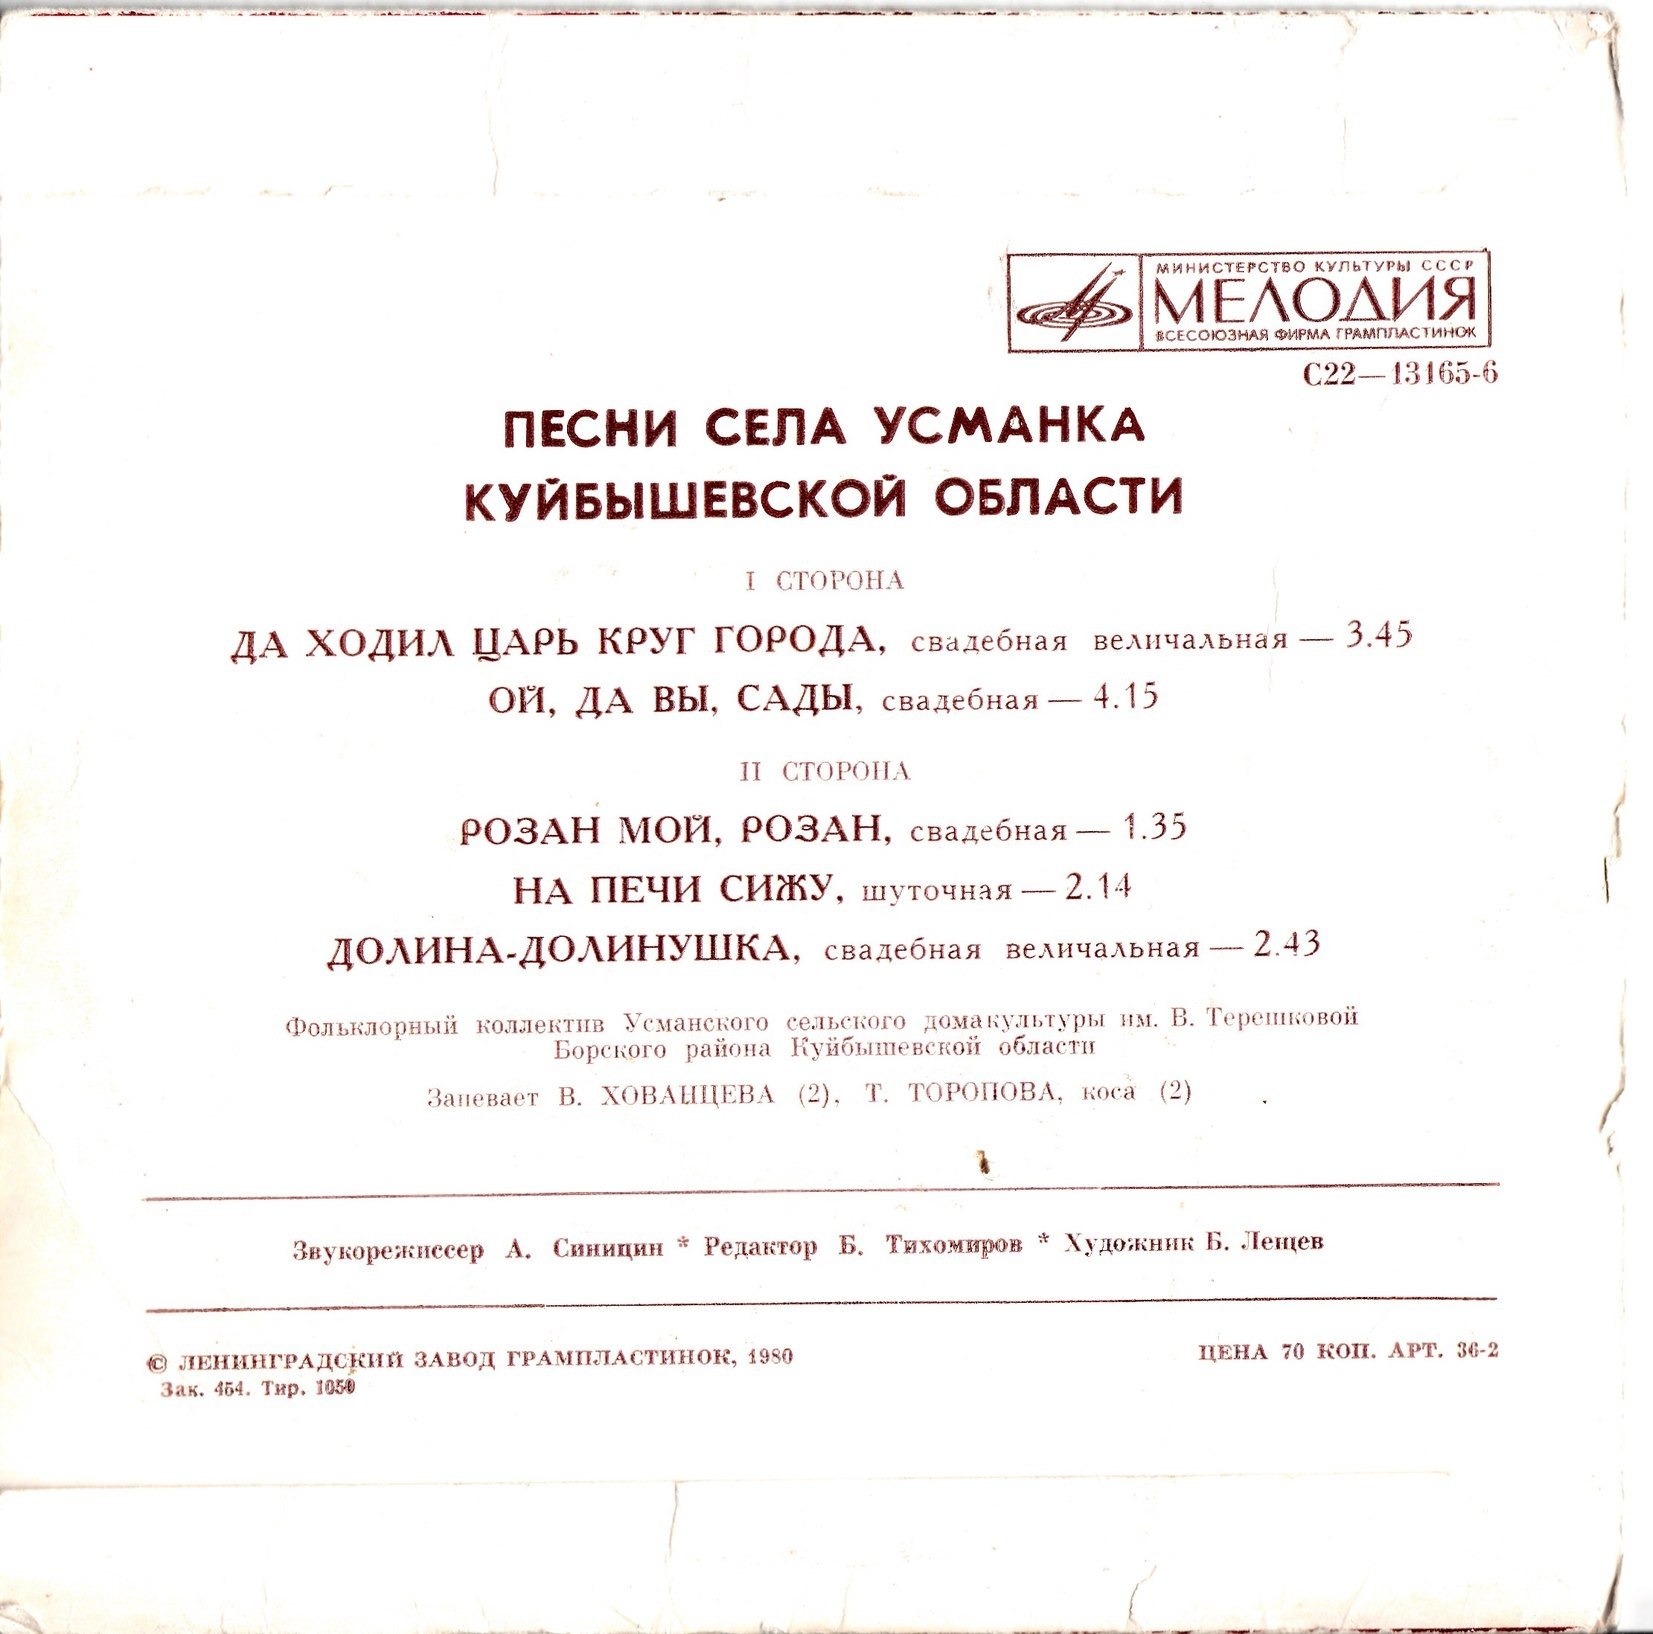 МИНИСТЕРСТВО КУЛЬТУРЫ СССР
МЕЛОДИЯ
ВСЕСОЮЗНАЯ ФИРМА ГРАМПЛАСТИНОК
С22—13165-6
ПЕСНИ СЕЛА УСМАНКА
КУЙБЫШЕВСКОЙ ОБЛАСТИ
I СТОРОНА
ДА ХОДИЛ ЦАРЬ КРУГ ГОРОДА, свадебная величальная — 3.45
ОЙ, ДА ВЫ, САДЫ, свадебная — 4.15
II СТОРОНА
РОЗАН МОЙ, РОЗАН, свадебная — 1.35
НА ПЕЧИ СИЖУ, шуточная — 2.14
ДОЛИНА-ДОЛИНУШКА, свадебная величальная — 2.43
Фольклорный коллектив Усманского сельского дома культуры им. В. Терешковой
Борского района Куйбышевской области
Запевает В. ХОВАНЦЕВА (2), Т. ТОРОПОВА, коса (2)
Звукорежиссер А. Синицин * Редактор Б. Тихомиров * Художник Б. Лещев
© ЛЕНИНГРАДСКИЙ ЗАВОД ГРАМПЛАСТИНОК, 1980
ЦЕНА 70 КОП. АРТ. 36-2
Зак. 454. Тир. 1050